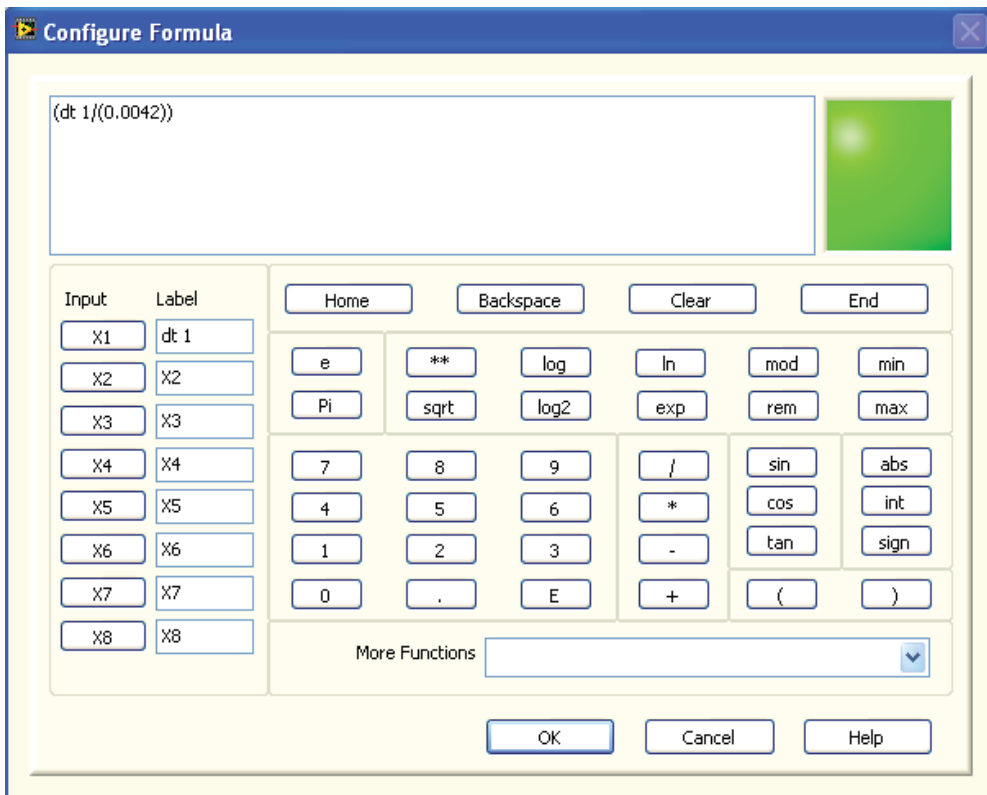 Configure Formula
(dt 1/(0.0042))
Input Label
X1 dt 1
X2 X2
X3 X3
X4 X4
X5 X5
X6 X6
X7 X7
X8 X8
Home Backspace Clear End
e ** log ln mod min
Pi sqrt log2 exp rem max
7 8 9 / sin abs
4 5 6 * cos int
1 2 3 - tan sign
0 . E + ( )
More Functions
OK Cancel Help